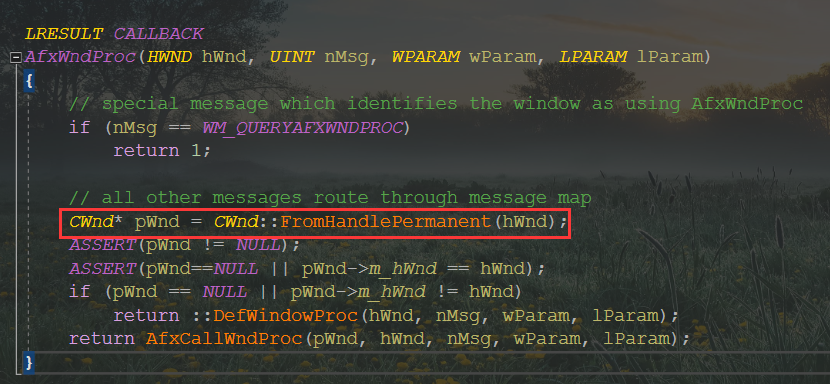 LRESULT CALLBACK
AfxWndProc(HWND hWnd, UINT nMsg, WPARAM wParam, LPARAM lParam)
{
    // special message which identifies the window as using AfxWndProc
    if (nMsg == WM_QUERYAFXWNDPROC)
        return 1;
    // all other messages route through message map
    CWnd* pWnd = CWnd::FromHandlePermanent(hWnd);
    ASSERT(pWnd != NULL);
    ASSERT(pWnd==NULL || pWnd->m_hWnd == hWnd);
    if (pWnd == NULL || pWnd->m_hWnd != hWnd)
        return ::DefWindowProc(hWnd, nMsg, wParam, lParam);
    return AfxCallWndProc(pWnd, hWnd, nMsg, wParam, lParam);
}